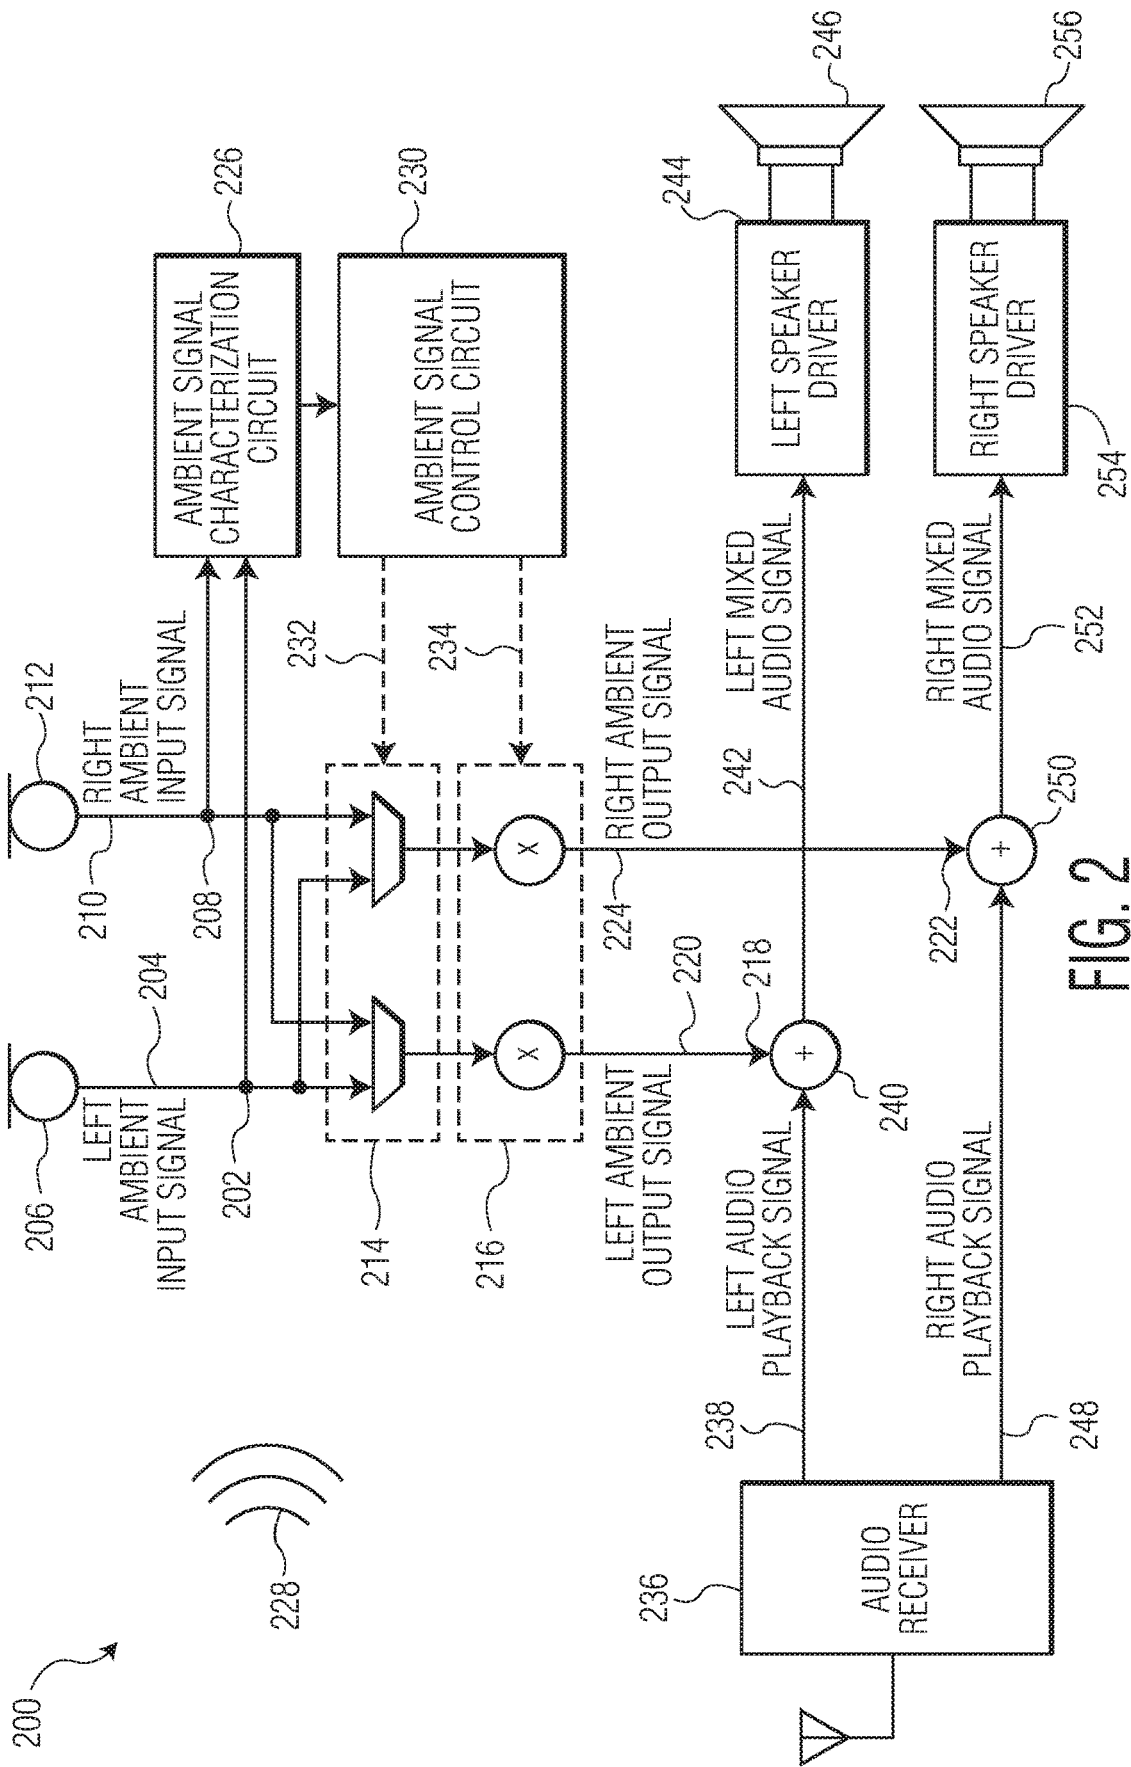 200
228
206
LEFT
AMBIENT
INPUT SIGNAL
204
202
212
RIGHT
AMBIENT
INPUT SIGNAL
210
208
226
AMBIENT SIGNAL
CHARACTERIZATION
CIRCUIT
230
AMBIENT SIGNAL
CONTROL CIRCUIT
232
234
214
216
X
X
LEFT AMBIENT
OUTPUT SIGNAL
220
218
RIGHT AMBIENT
OUTPUT SIGNAL
224
222
236
AUDIO
RECEIVER
238
LEFT AUDIO
PLAYBACK SIGNAL
+
240
242
LEFT MIXED
AUDIO SIGNAL
244
LEFT SPEAKER
DRIVER
246
248
RIGHT AUDIO
PLAYBACK SIGNAL
+
250
252
RIGHT MIXED
AUDIO SIGNAL
254
RIGHT SPEAKER
DRIVER
256
FIG. 2